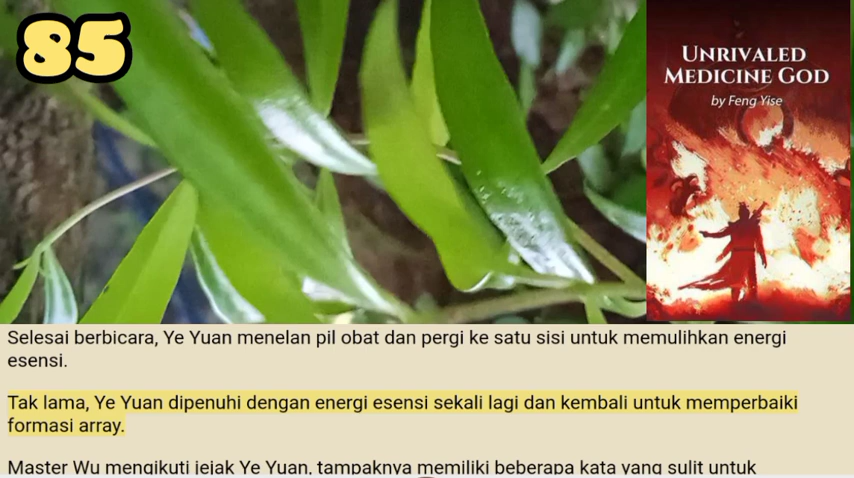 85
UNRIVALED
MEDICINE GOD
by Feng Yise
Selesai berbicara, Ye Yuan menelan pil obat dan pergi ke satu sisi untuk memulihkan energi
esensi.
Tak lama, Ye Yuan dipenuhi dengan energi esensi sekali lagi dan kembali untuk memperbaiki
formasi array.
Master Wu mengikuti jejak Ye Yuan, tampaknya memiliki beberapa kata yang sulit untuk